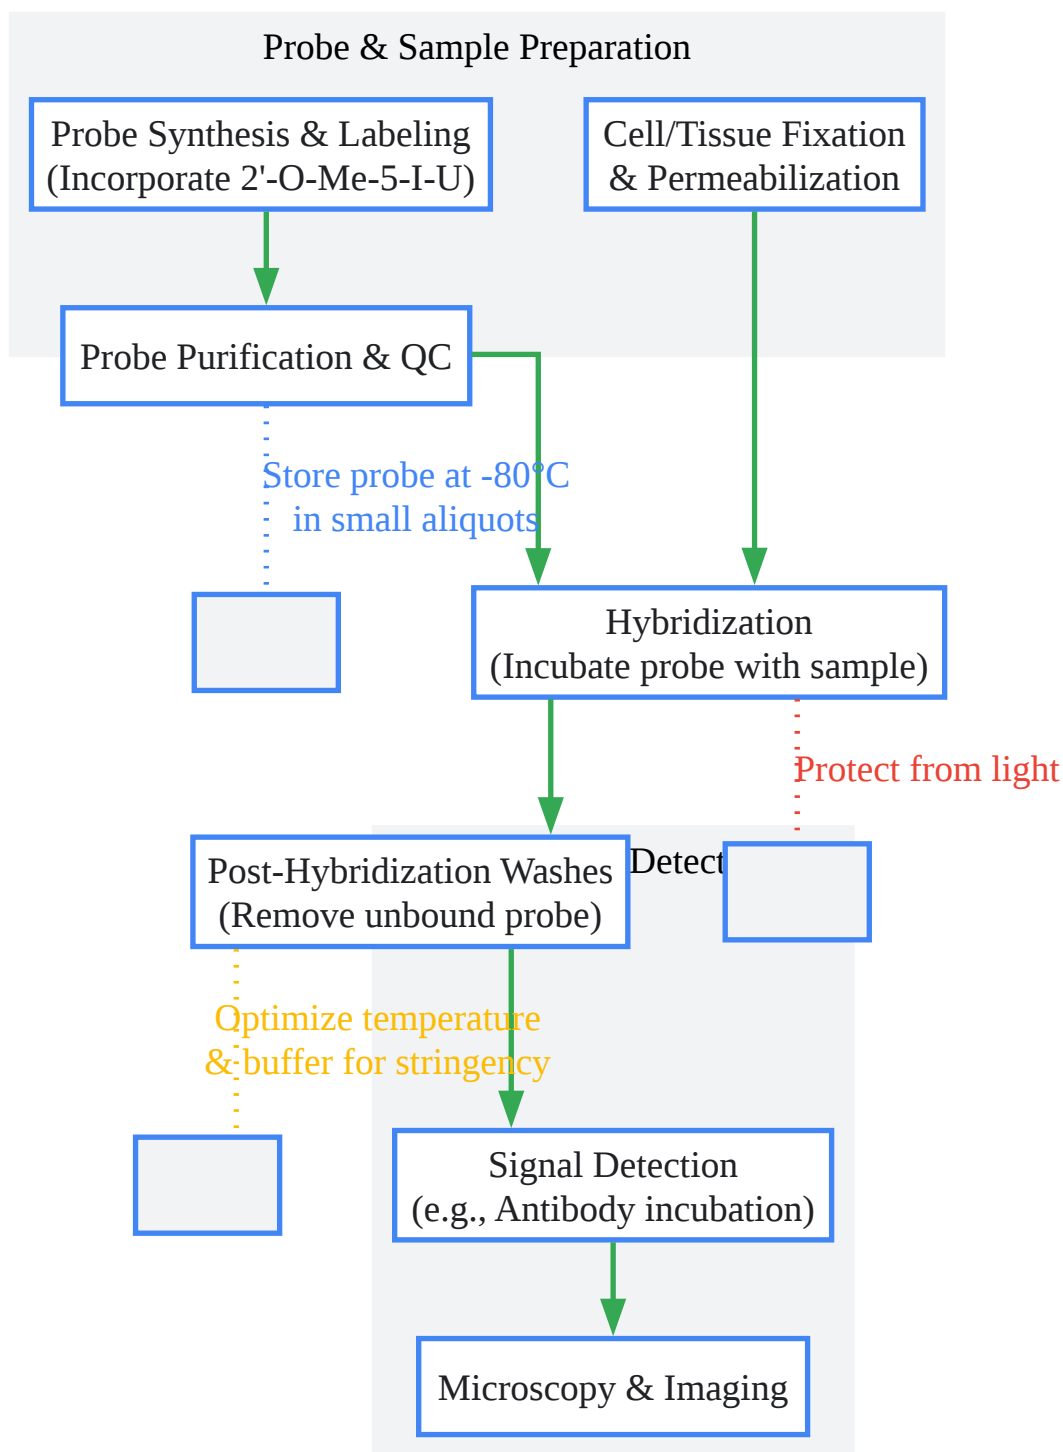 Probe & Sample Preparation
Probe Synthesis & Labeling
(Incorporate 2'-O-Me-5-I-U)
Cell/Tissue Fixation
& Permeabilization
Probe Purification & QC
Store probe at -80°C
in small aliquots
Hybridization
(Incubate probe with sample)
Protect from light
Post-Hybridization Washes
(Remove unbound probe)
Detect
Optimize temperature
& buffer for stringency
Signal Detection
(e.g., Antibody incubation)
Microscopy & Imaging